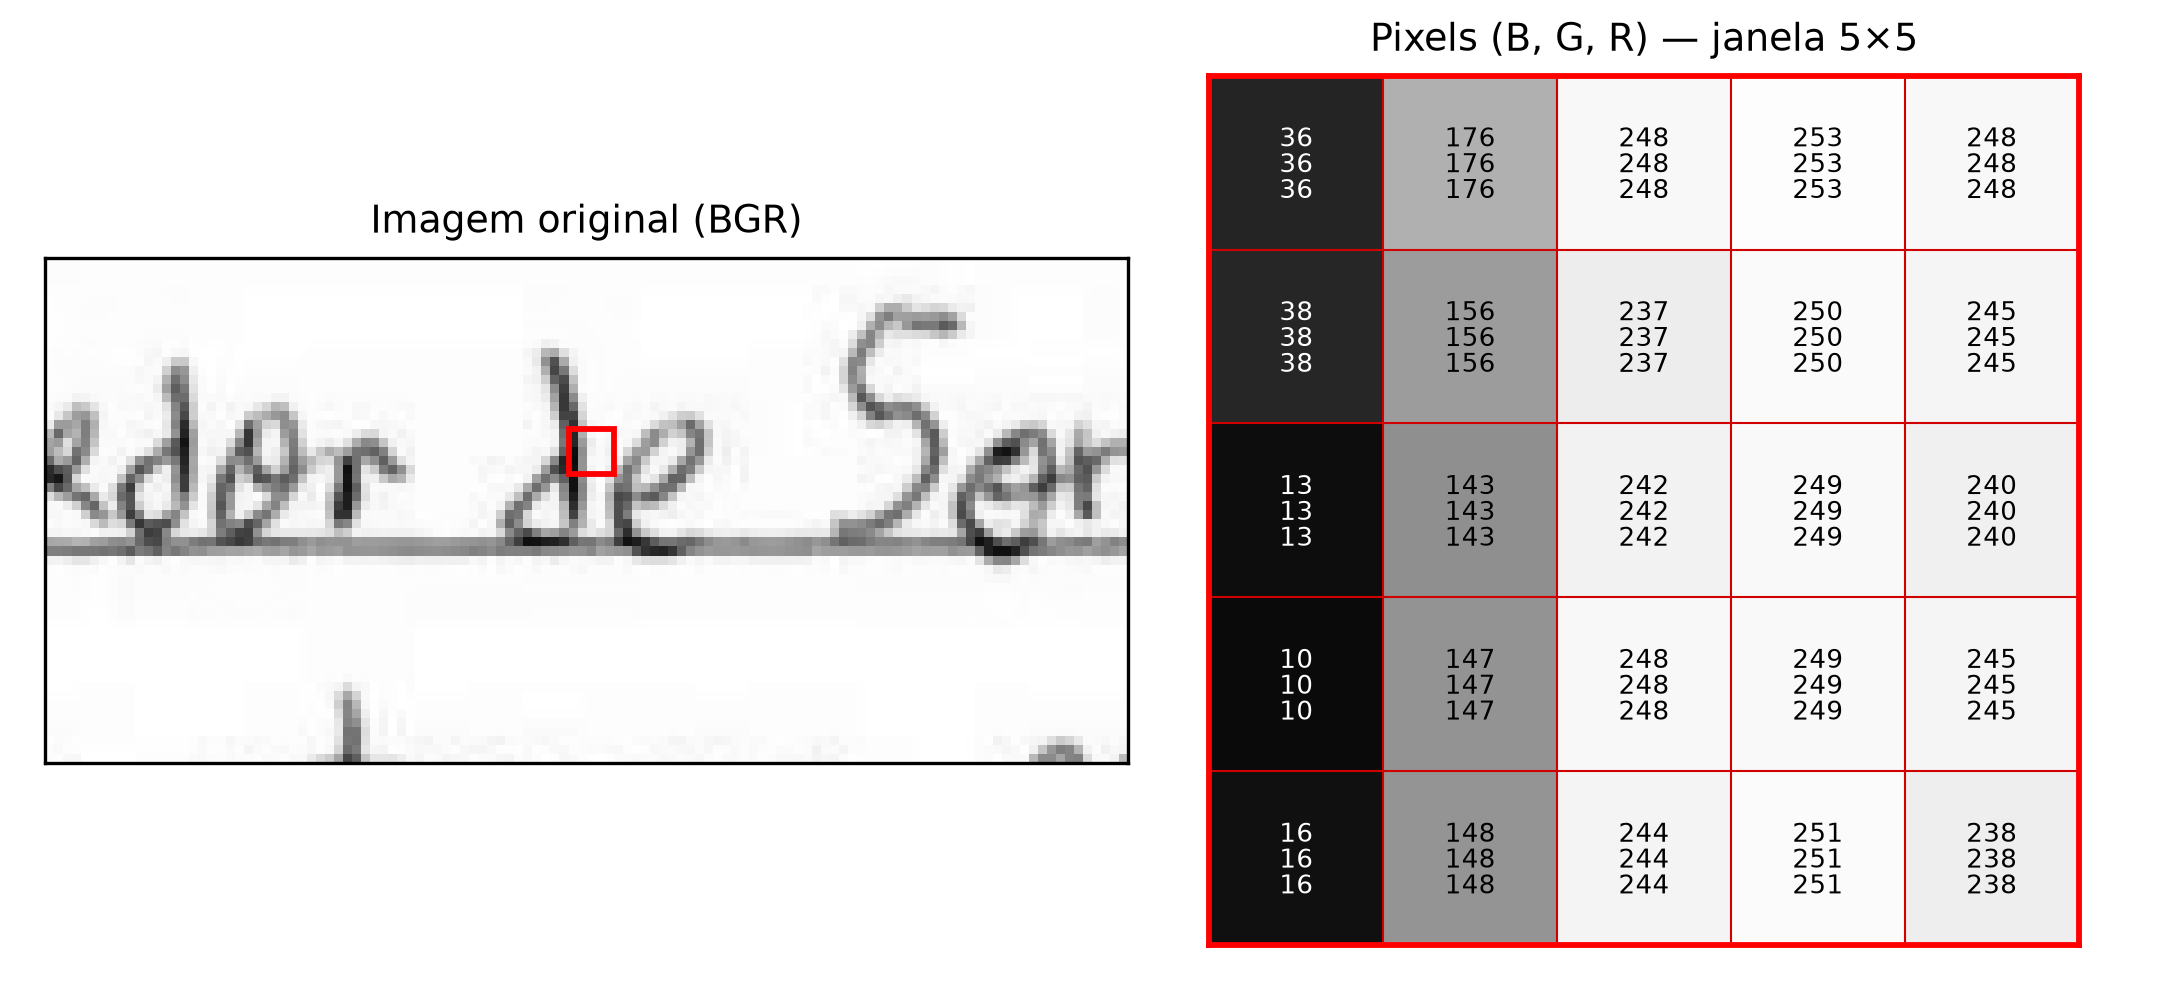 Imagem original (BGR)
edor de Ser
Pixels (B, G, R) — janela 5×5
36 176 248 253 248
36 176 248 253 248
36 176 248 253 248
38 156 237 250 245
38 156 237 250 245
38 156 237 250 245
13 143 242 249 240
13 143 242 249 240
13 143 242 249 240
10 147 248 249 245
10 147 248 249 245
10 147 248 249 245
16 148 244 251 238
16 148 244 251 238
16 148 244 251 238